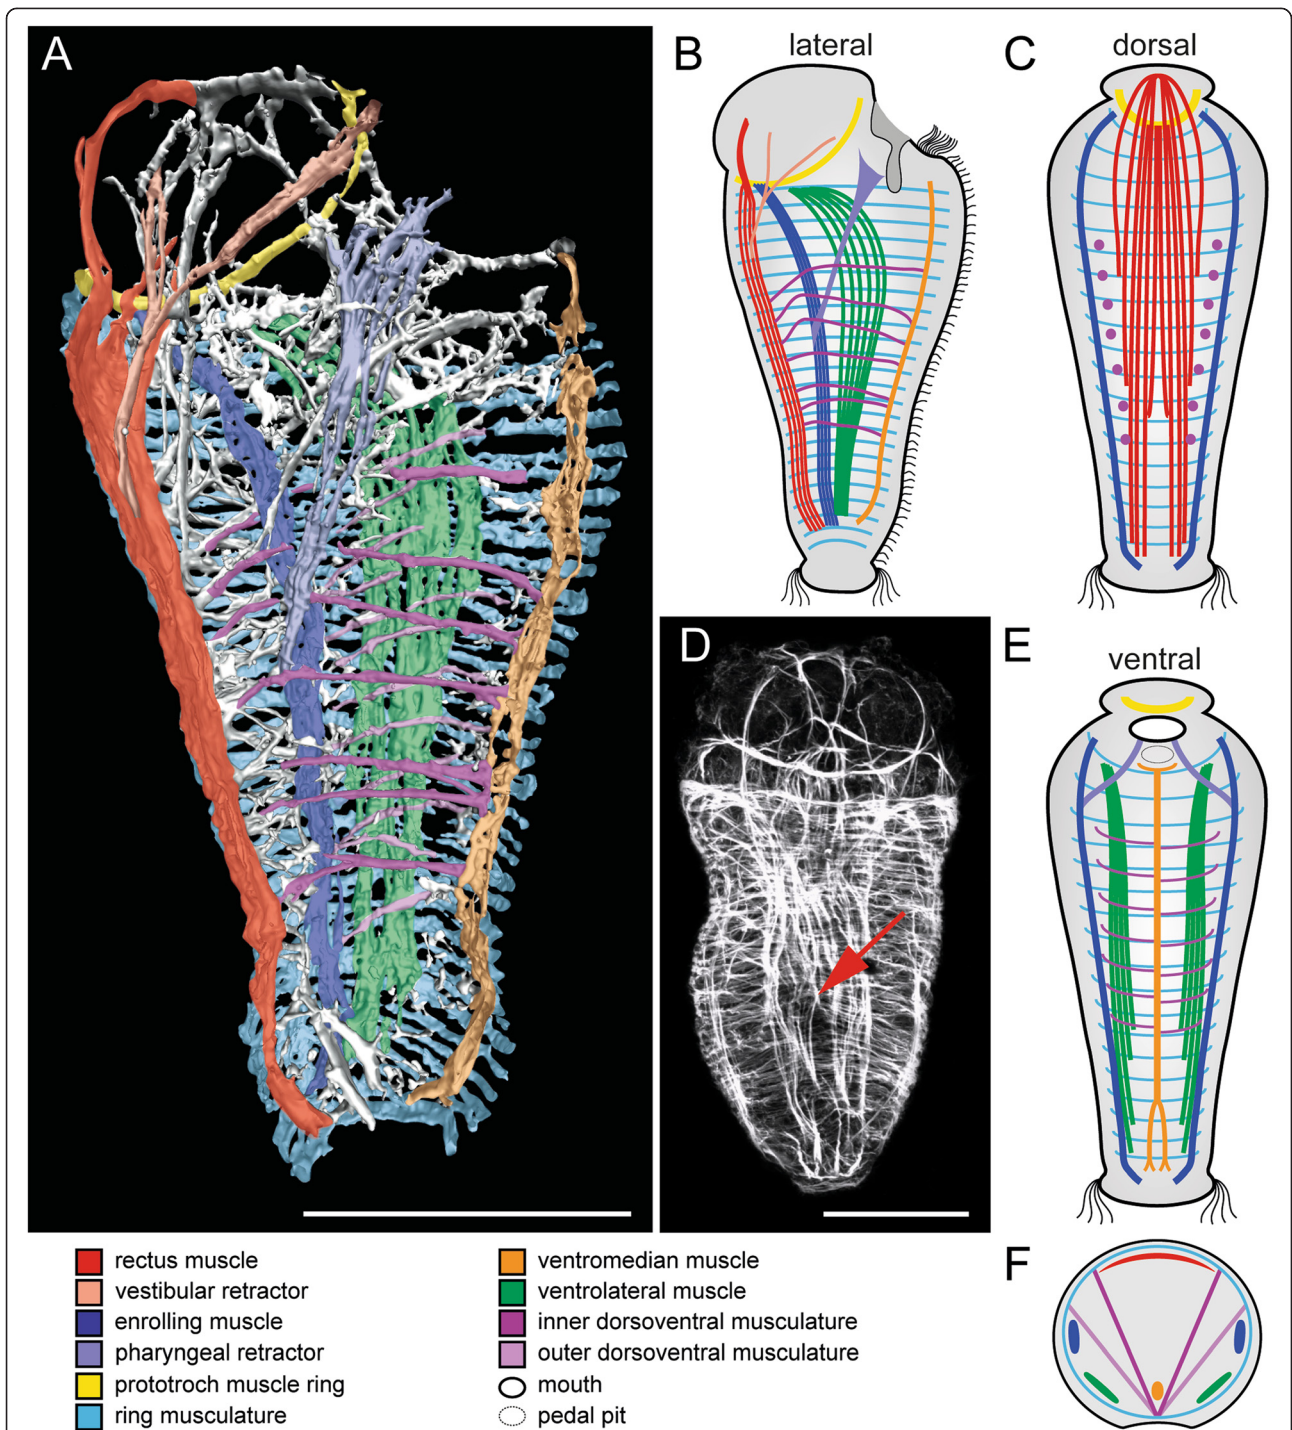 A
B
lateral
C
dorsal
D
E
ventral
F
rectus muscle
vestibular retractor
enrolling muscle
pharyngeal retractor
prototroch muscle ring
ring musculature
ventromedian muscle
ventrolateral muscle
inner dorsoventral musculature
outer dorsoventral musculature
mouth
pedal pit